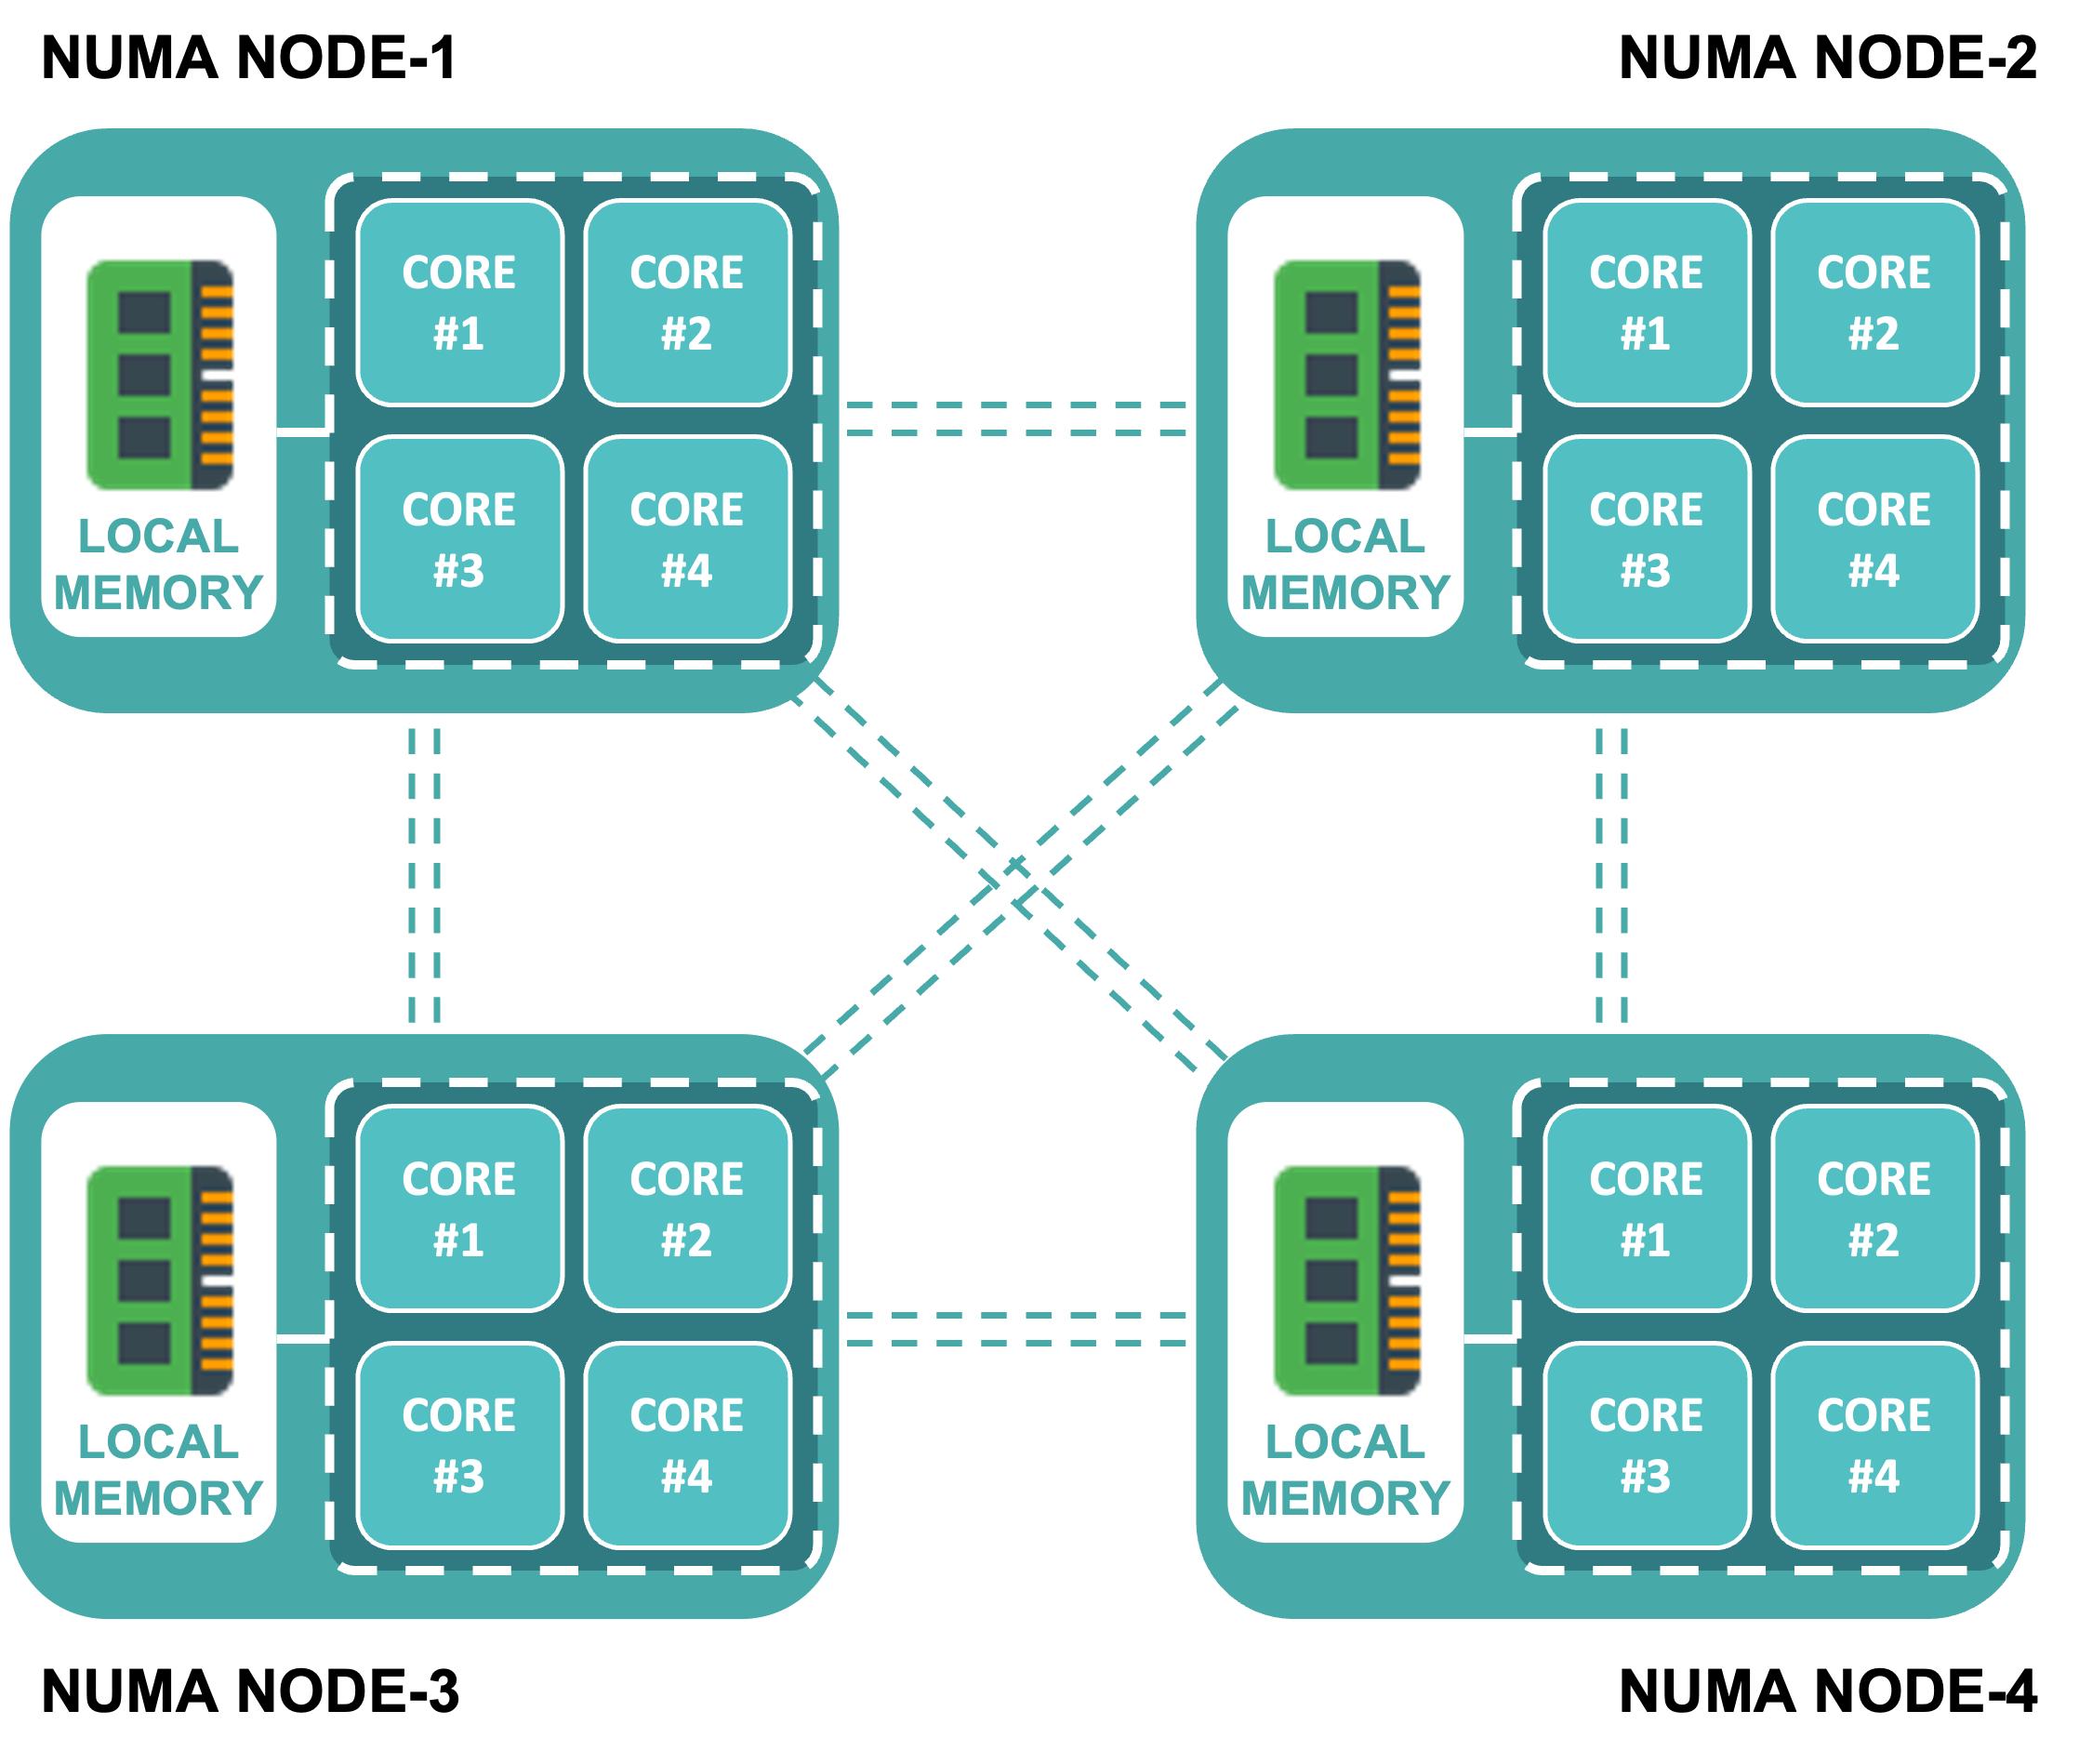 NUMA NODE-1
NUMA NODE-2
CORE
#1
CORE
#2
CORE
#3
CORE
#4
LOCAL
MEMORY
CORE
#1
CORE
#2
CORE
#3
CORE
#4
LOCAL
MEMORY
CORE
#1
CORE
#2
CORE
#3
CORE
#4
LOCAL
MEMORY
CORE
#1
CORE
#2
CORE
#3
CORE
#4
LOCAL
MEMORY
NUMA NODE-3
NUMA NODE-4